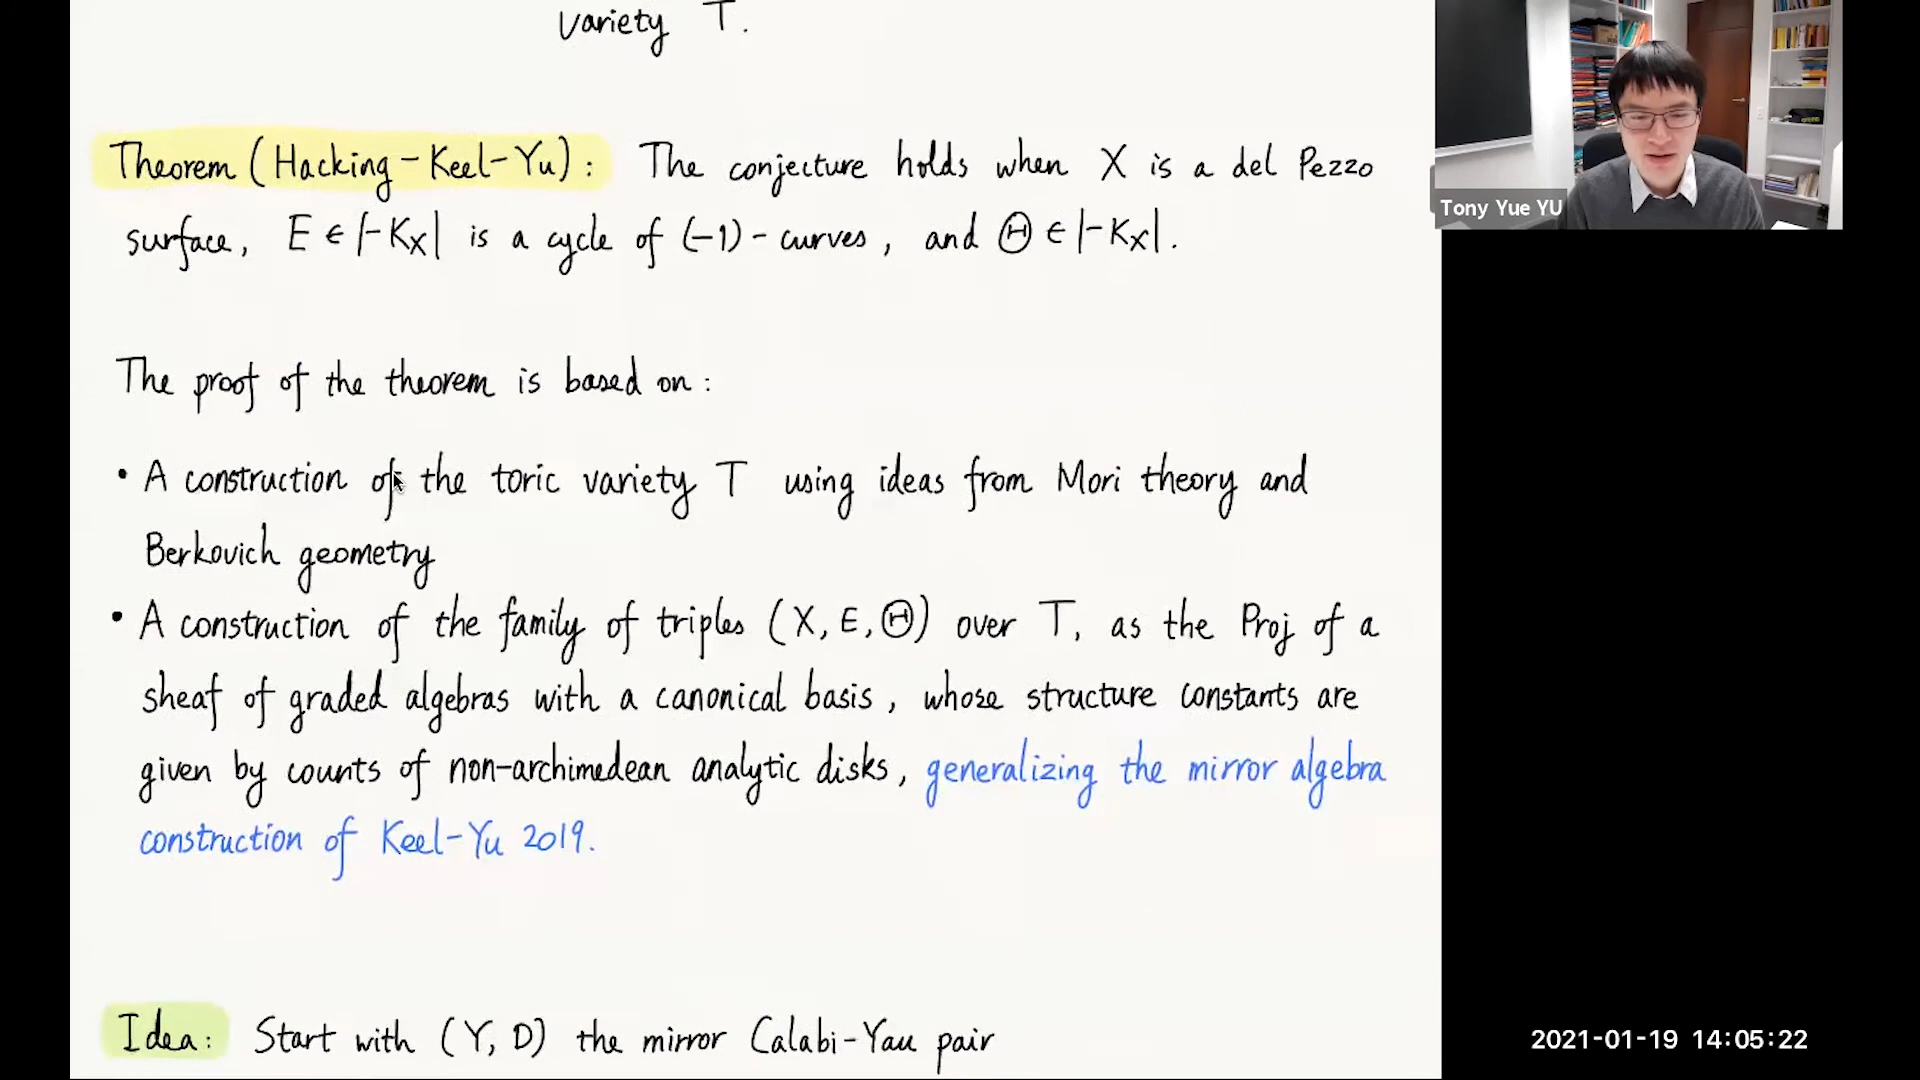 variety T.
Theorem (Hacking-Keel-Yu): The conjecture holds when X is a del Pezzo
surface, E ∈ |-K_X| is a cycle of (-1)-curves, and Θ ∈ |-K_X|.
The proof of the theorem is based on:
• A construction of the toric variety T using ideas from Mori theory and
Berkovich geometry
• A construction of the family of triples (X, E, Θ) over T, as the Proj of a
sheaf of graded algebras with a canonical basis, whose structure constants are
given by counts of non-archimedean analytic disks, generalizing the mirror algebra
construction of Keel-Yu 2019.
Idea: Start with (Y, D) the mirror Calabi-Yau pair
Tony Yue YU
2021-01-19 14:05:22